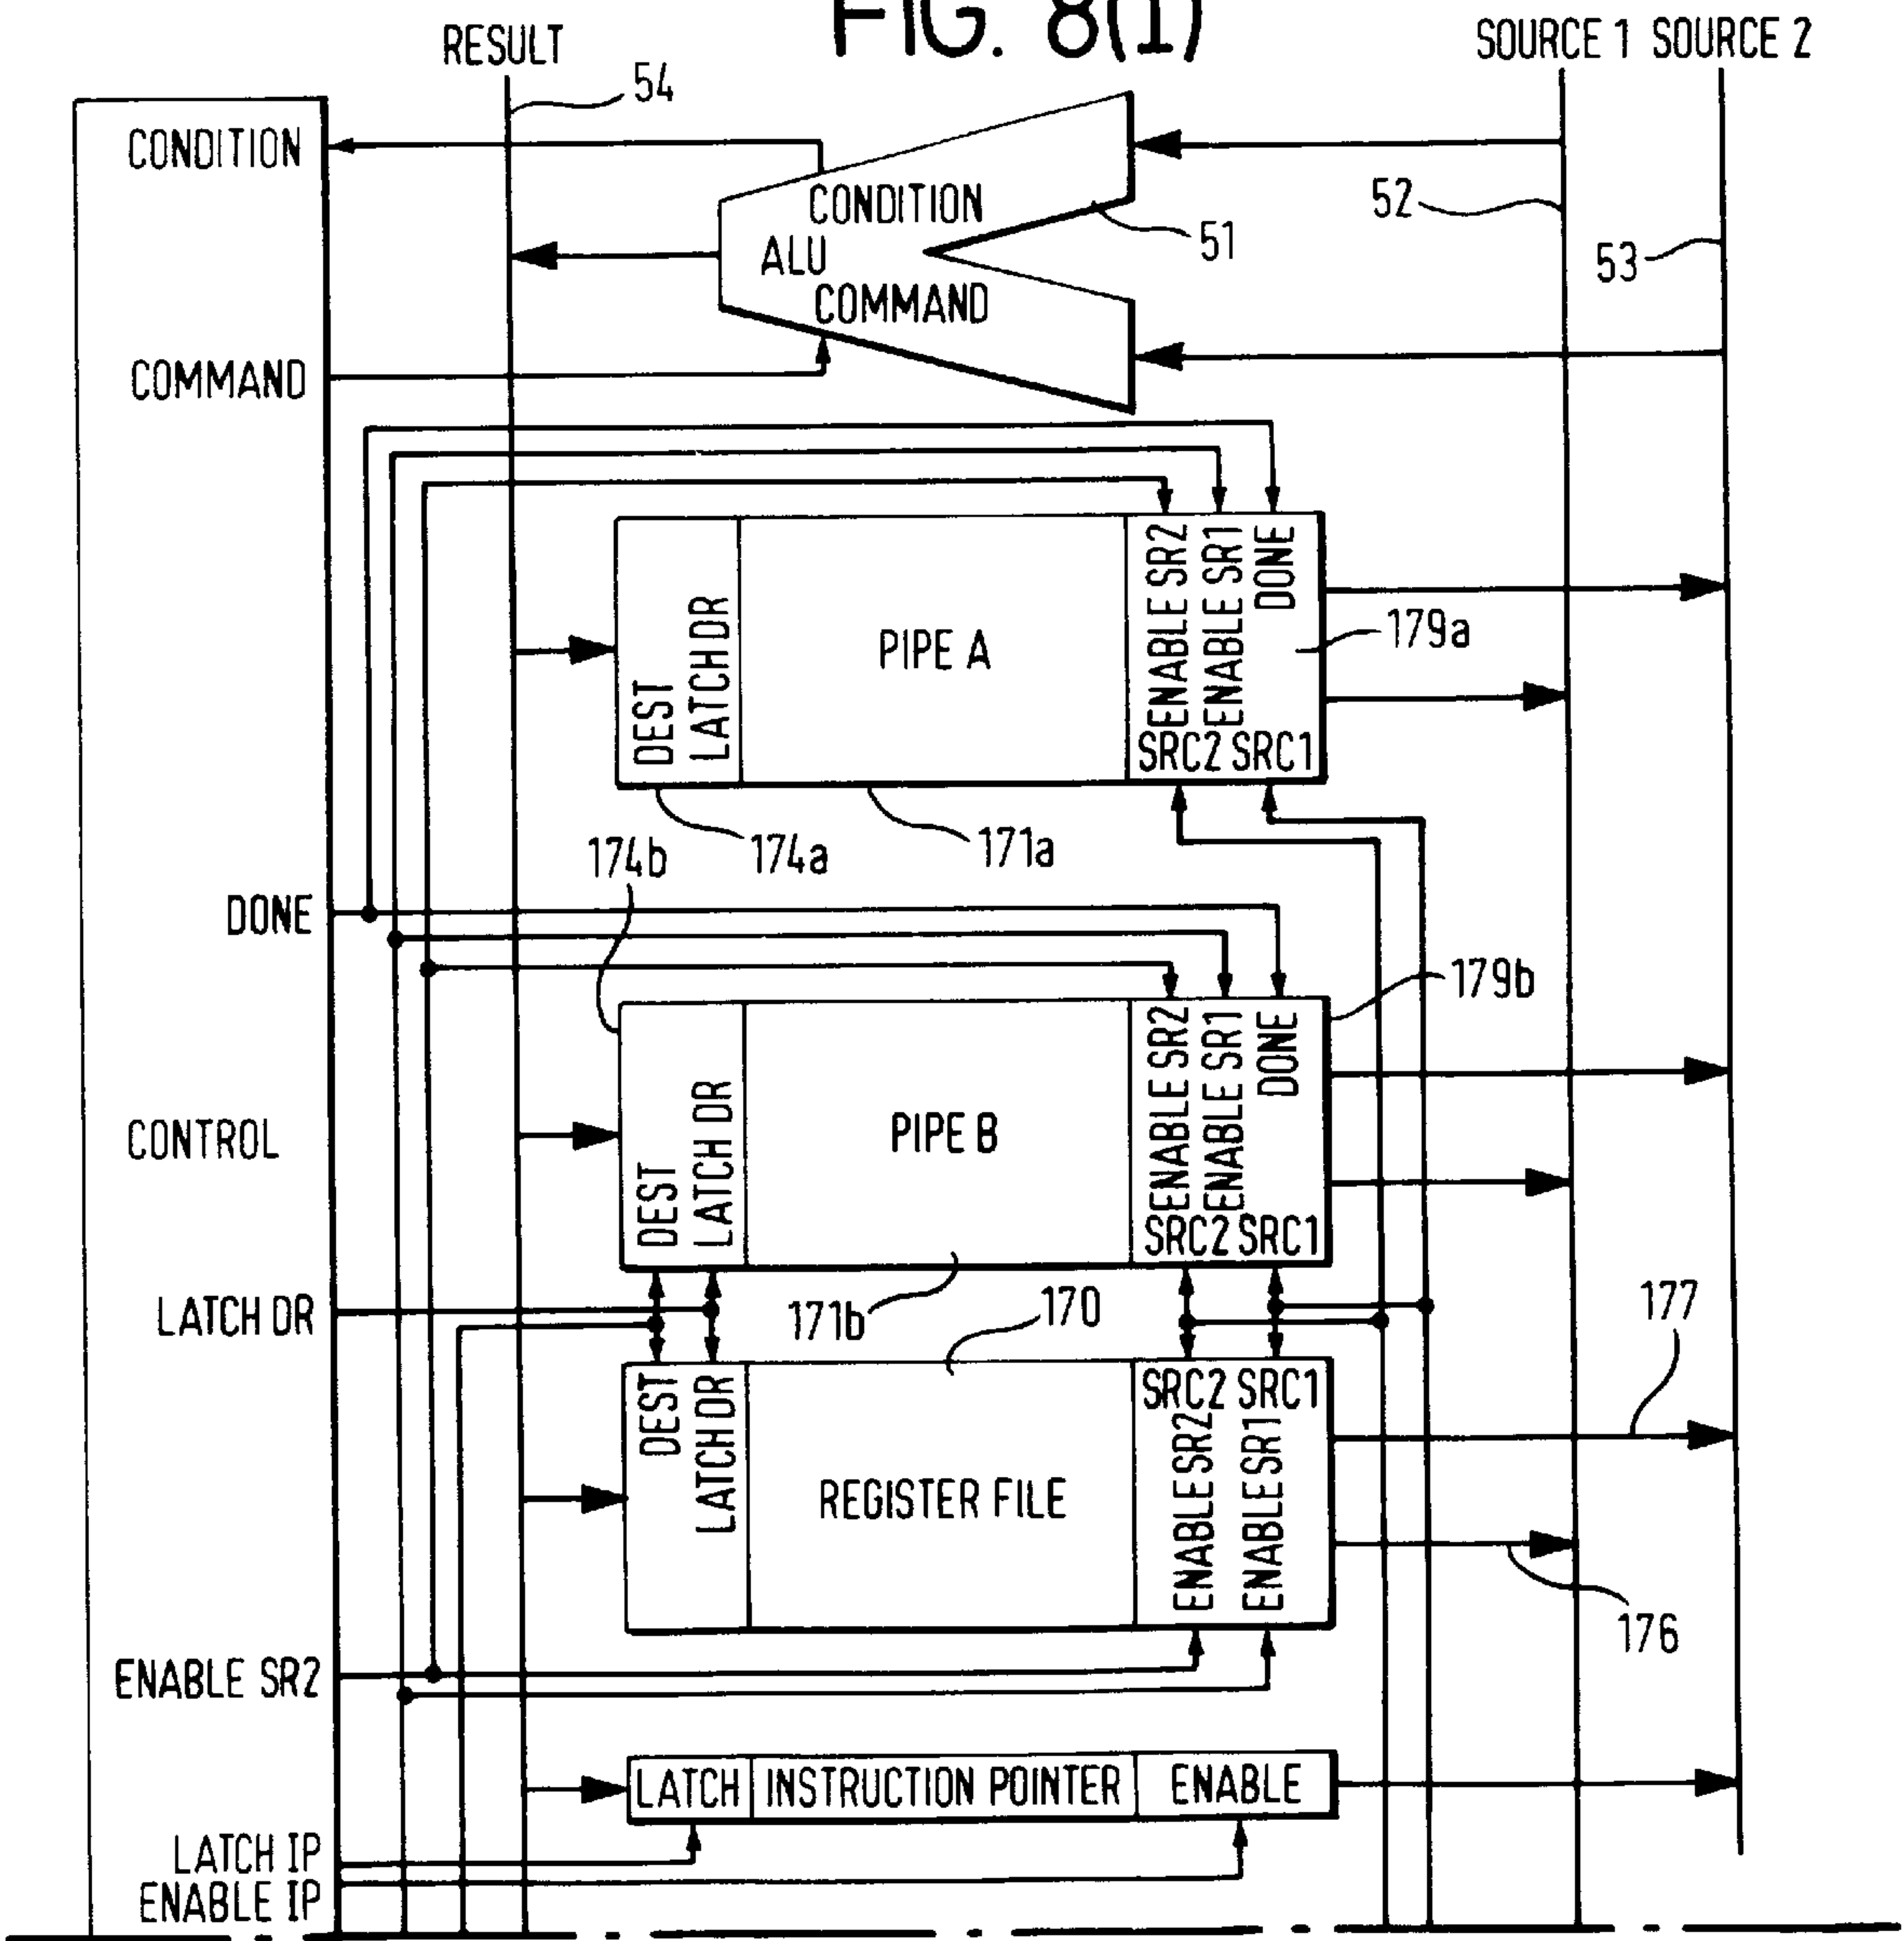 FIG. 8(1)
RESULT
SOURCE 1 SOURCE 2
54
CONDITION
CONDITION
52
51
ALU
53
COMMAND
COMMAND
DEST
LATCH DR
PIPE A
ENABLE SR2
ENABLE SR1
DONE
SRC2 SRC1
179a
174b
174a
171a
DONE
179b
CONTROL
DEST
LATCH DR
PIPE B
ENABLE SR2
ENABLE SR1
DONE
SRC2 SRC1
LATCH DR
171b
170
177
DEST
LATCH DR
REGISTER FILE
SRC2 SRC1
ENABLE SR2
ENABLE SR1
176
ENABLE SR2
LATCH INSTRUCTION POINTER ENABLE
LATCH IP
ENABLE IP